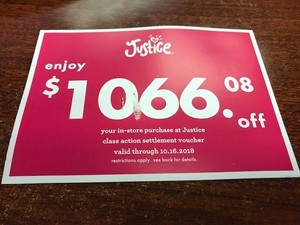 Justice
enjoy
$1066.08
off
your in-store purchase at Justice
class action settlement voucher
valid through 10.16.2018
restrictions apply. see back for details.